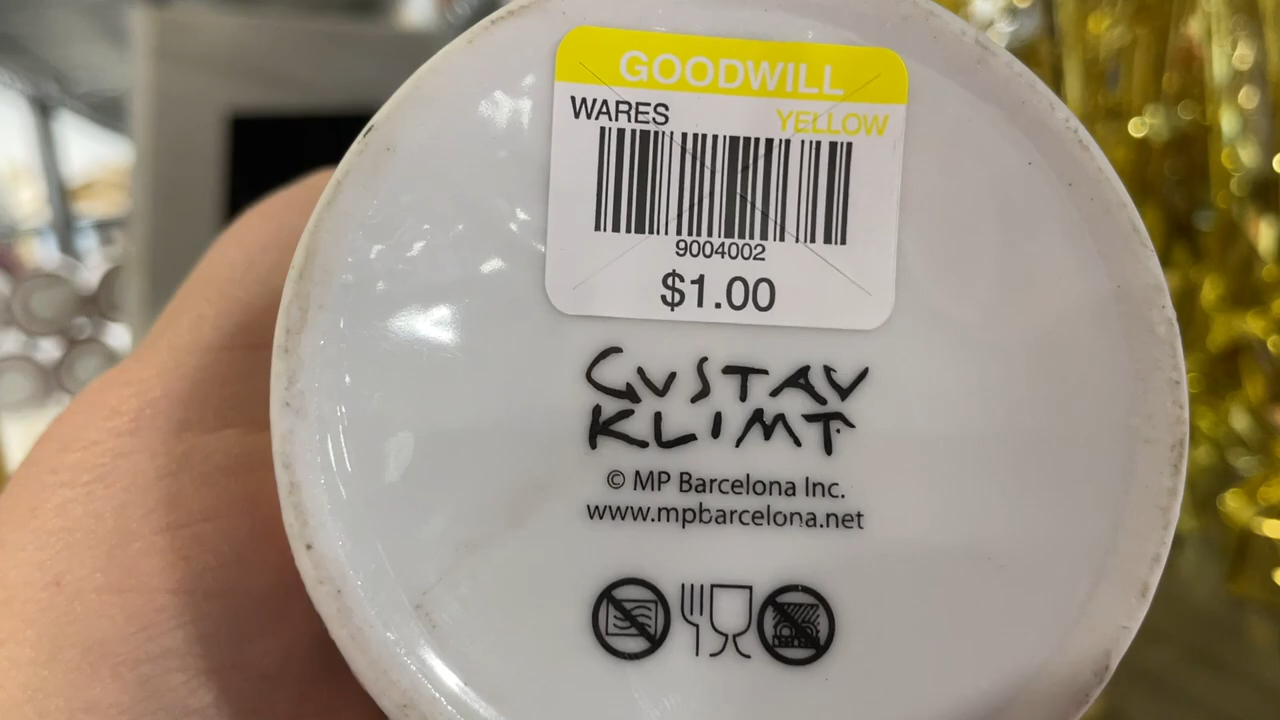 GOODWILL
WARES YELLOW
9004002
$1.00
GUSTAV
KLIMT
© MP Barcelona Inc.
www.mpbarcelona.net